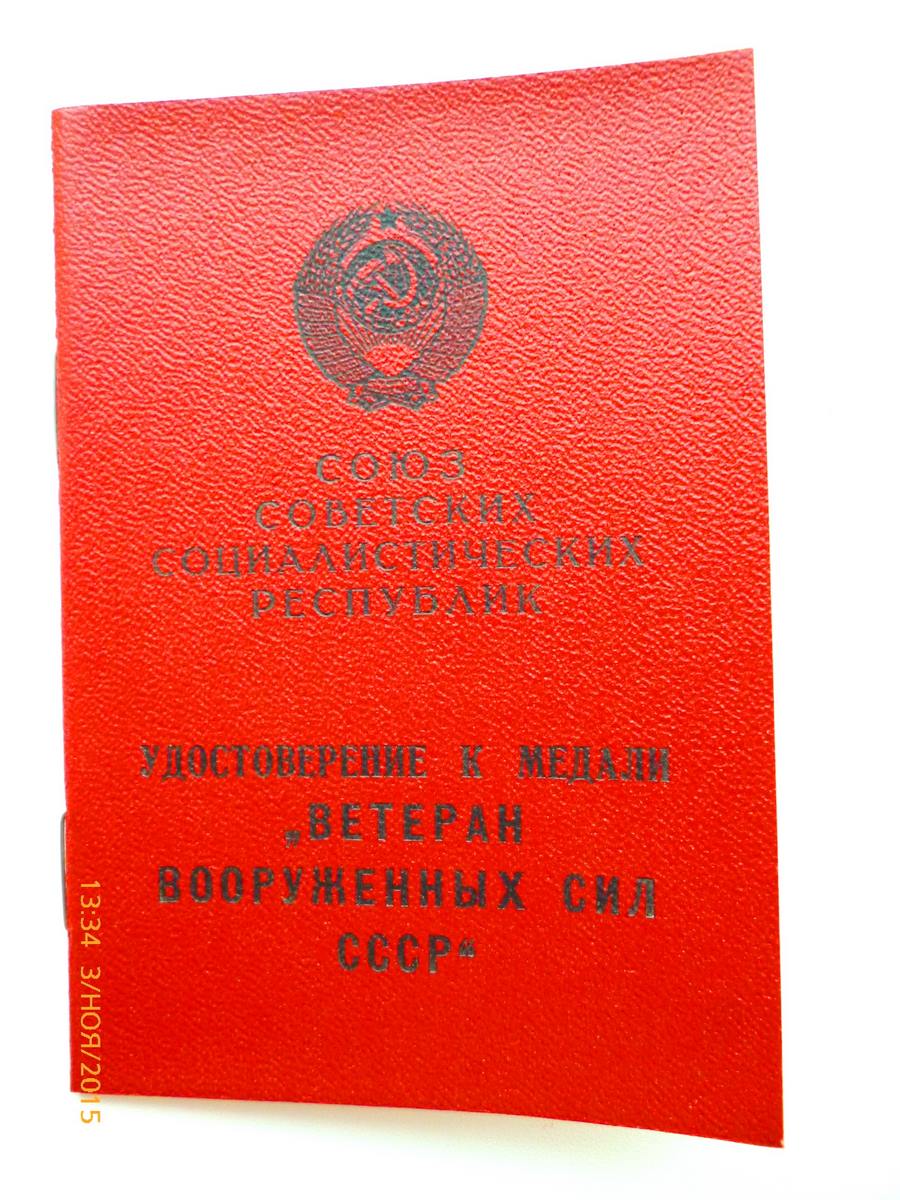 СОЮЗ
СОВЕТСКИХ
СОЦИАЛИСТИЧЕСКИХ
РЕСПУБЛИК
УДОСТОВЕРЕНИЕ К МЕДАЛИ
„ВЕТЕРАН
ВООРУЖЕННЫХ СИЛ
СССР“
13:34 3/НОЯ/2015